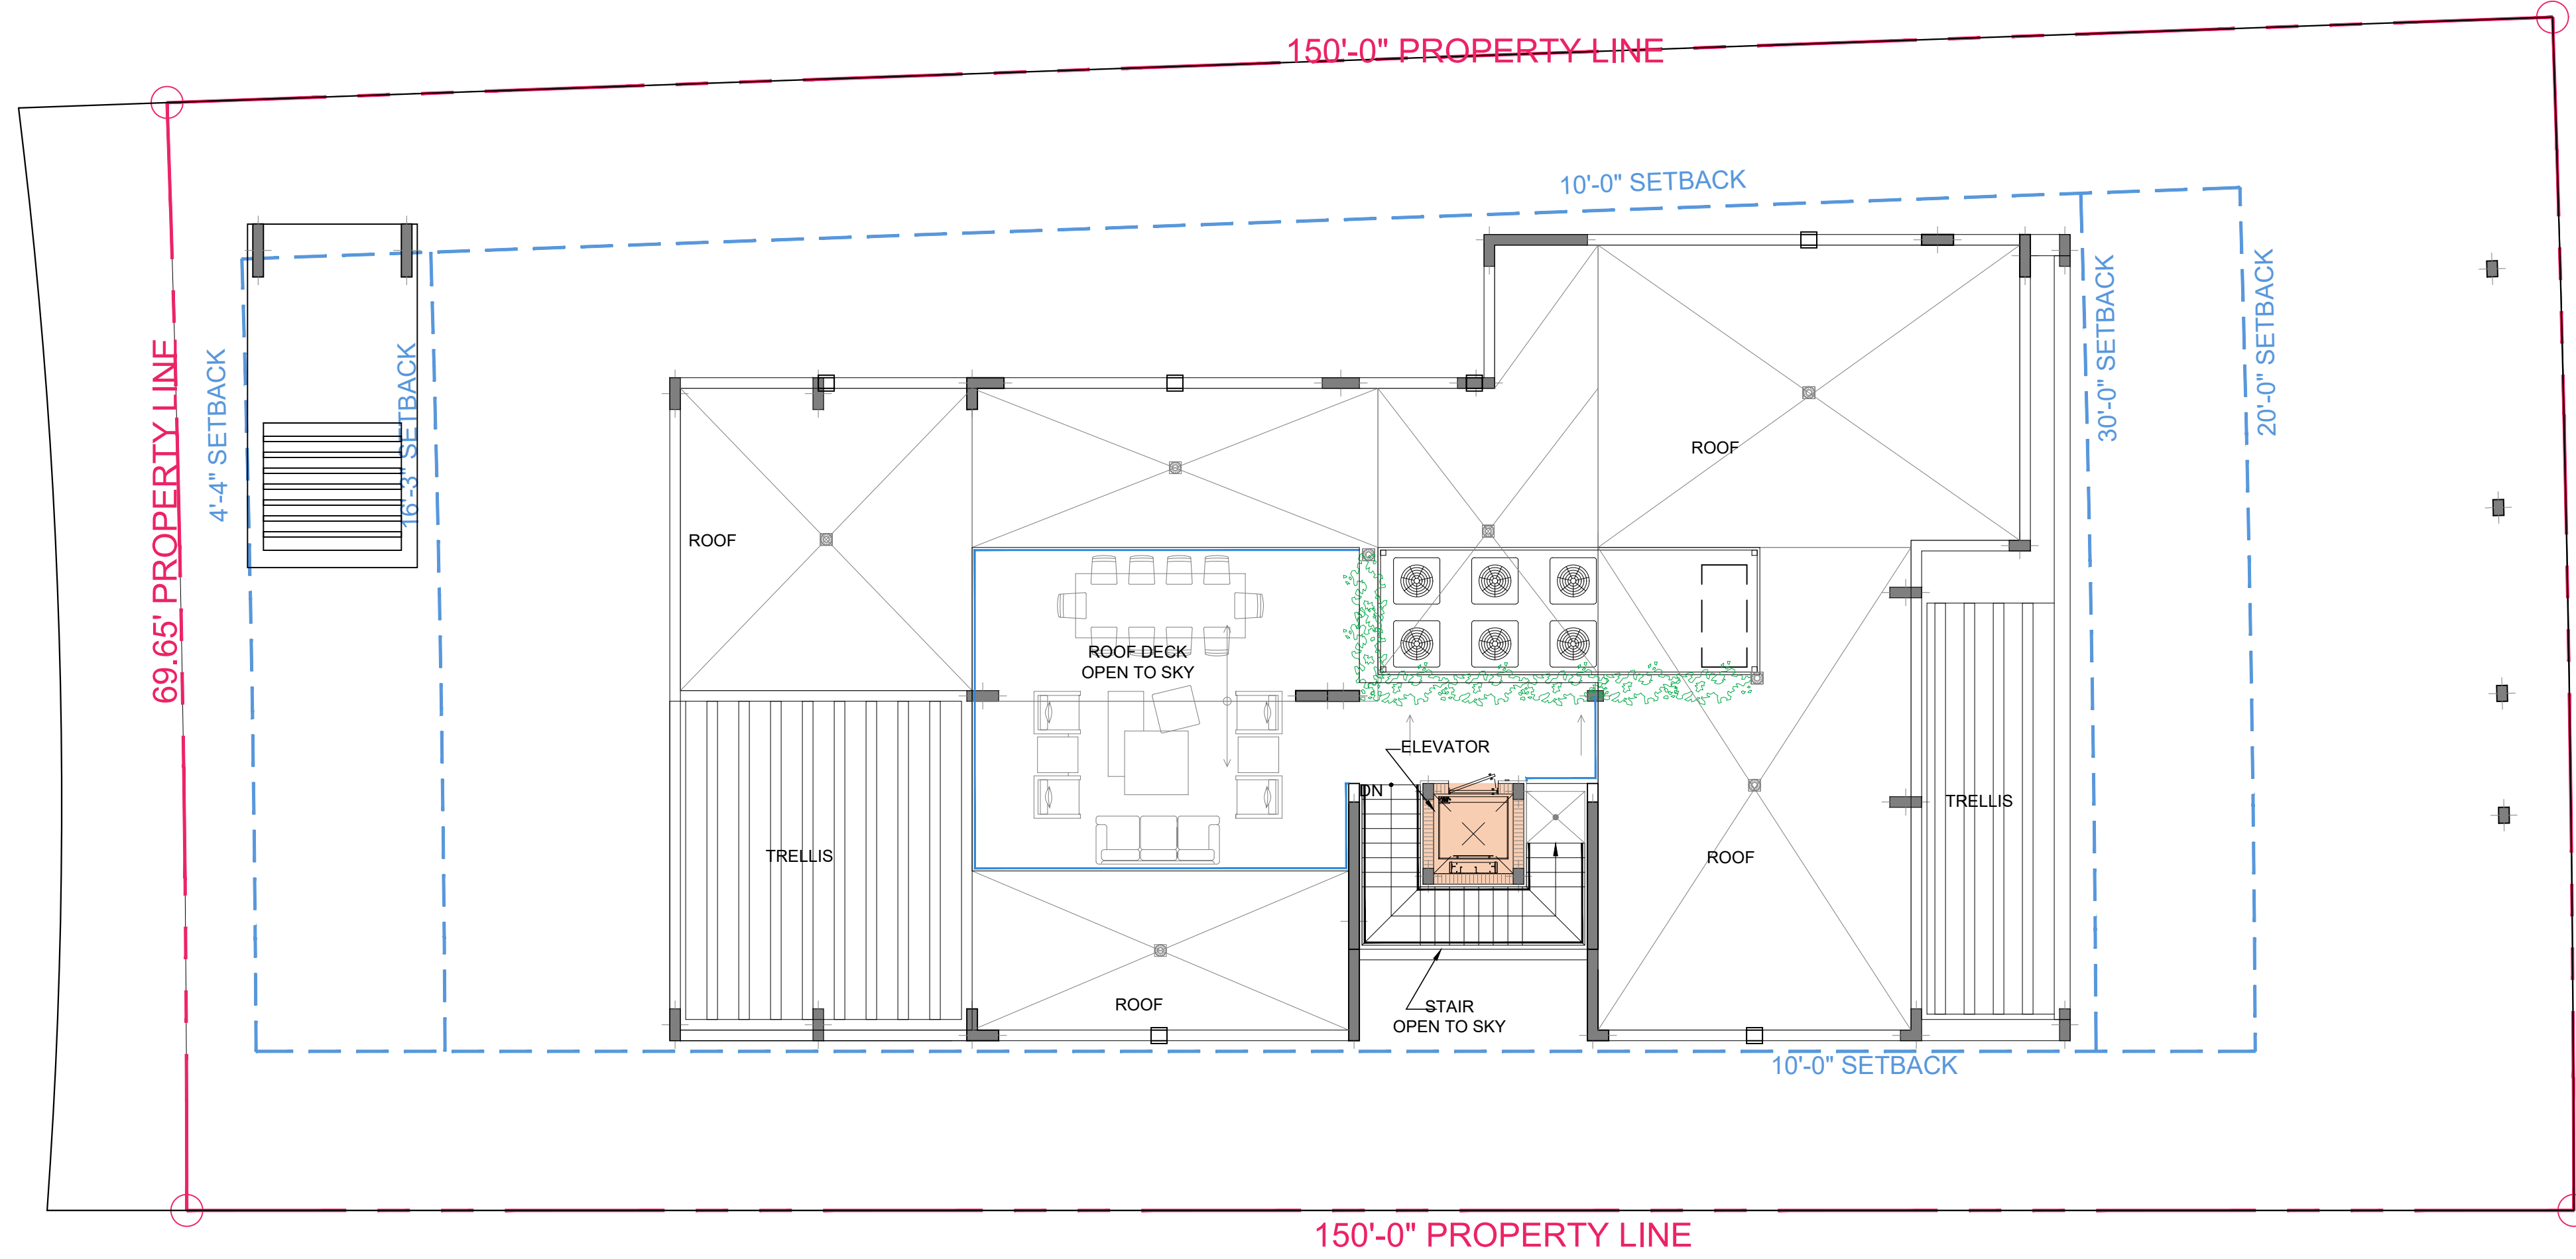 150'-0" PROPERTY LINE
10'-0" SETBACK
69.65' PROPERTY LINE
4'-4" SETBACK
16'-3" SETBACK
30'-0" SETBACK
20'-0" SETBACK
ROOF
ROOF
ROOF DECK
OPEN TO SKY
ELEVATOR
DN
TRELLIS
TRELLIS
ROOF
ROOF
STAIR
OPEN TO SKY
10'-0" SETBACK
150'-0" PROPERTY LINE